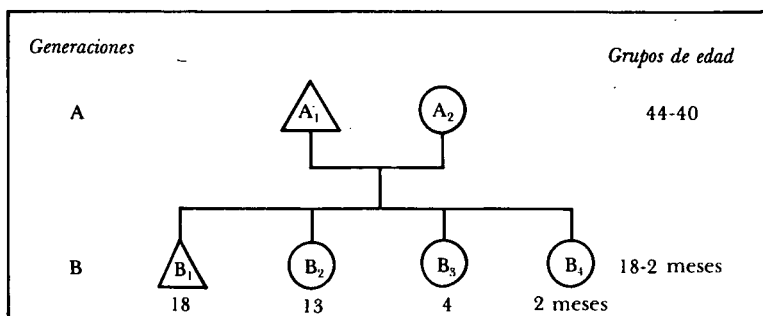 Generaciones
Grupos de edad
A A₁ A₂ 44-40
B B₁ B₂ B₃ B₄ 18-2 meses
18 13 4 2 meses